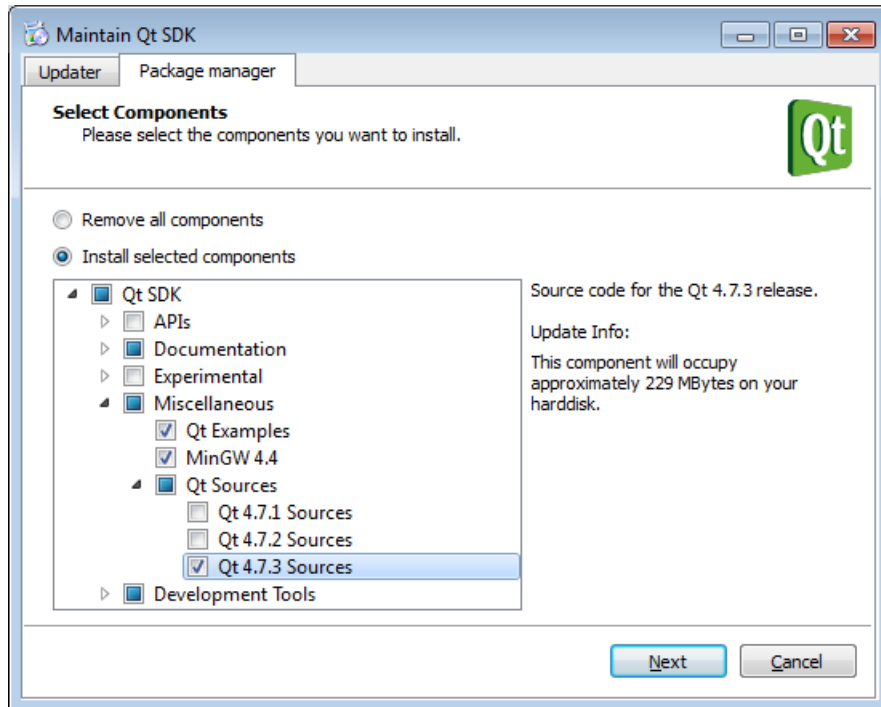 Maintain Qt SDK
Updater
Package manager
Select Components
Please select the components you want to install.
Qt
Remove all components
Install selected components
Qt SDK
APIs
Documentation
Experimental
Miscellaneous
Qt Examples
MinGW 4.4
Qt Sources
Qt 4.7.1 Sources
Qt 4.7.2 Sources
Qt 4.7.3 Sources
Development Tools
Source code for the Qt 4.7.3 release.
Update Info:
This component will occupy
approximately 229 MBytes on your
harddisk.
Next
Cancel